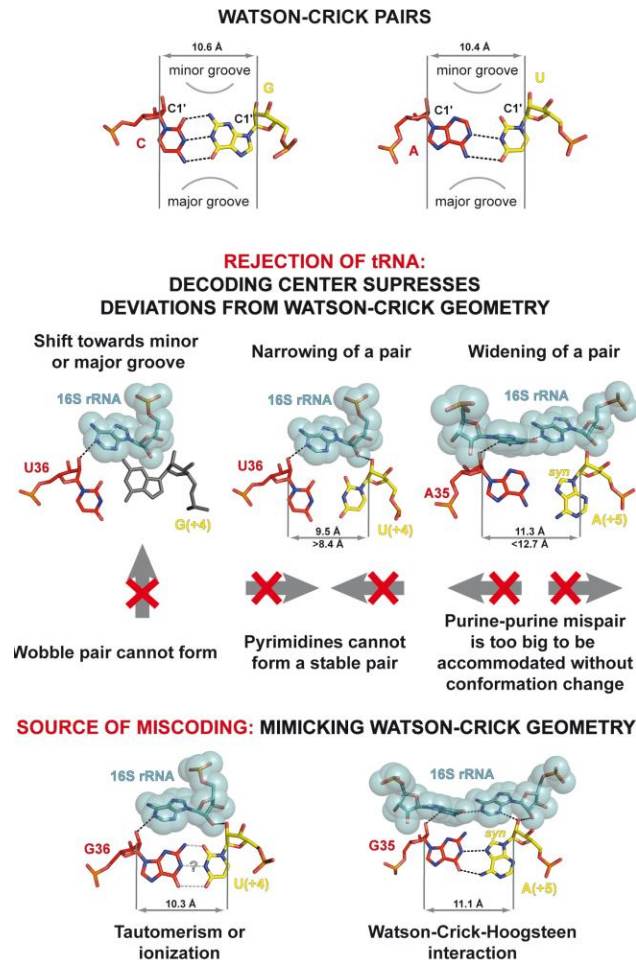 WATSON-CRICK PAIRS
10.6 Å
minor groove
G
C1'
C1'
C
major groove
10.4 Å
minor groove
U
C1'
C1'
A
major groove
REJECTION OF tRNA:
DECODING CENTER SUPRESSES
DEVIATIONS FROM WATSON-CRICK GEOMETRY
Shift towards minor
or major groove
16S rRNA
U36
G(+4)
Wobble pair cannot form
Narrowing of a pair
16S rRNA
U36
U(+4)
9.5 Å
>8.4 Å
Pyrimidines cannot
form a stable pair
Widening of a pair
16S rRNA
syn
A35
A(+5)
11.3 Å
<12.7 Å
Purine-purine mispair
is too big to be
accommodated without
conformation change
SOURCE OF MISCODING: MIMICKING WATSON-CRICK GEOMETRY
16S rRNA
G36
?
U(+4)
10.3 Å
Tautomerism or
ionization
16S rRNA
syn
G35
A(+5)
11.1 Å
Watson-Crick-Hoogsteen
interaction